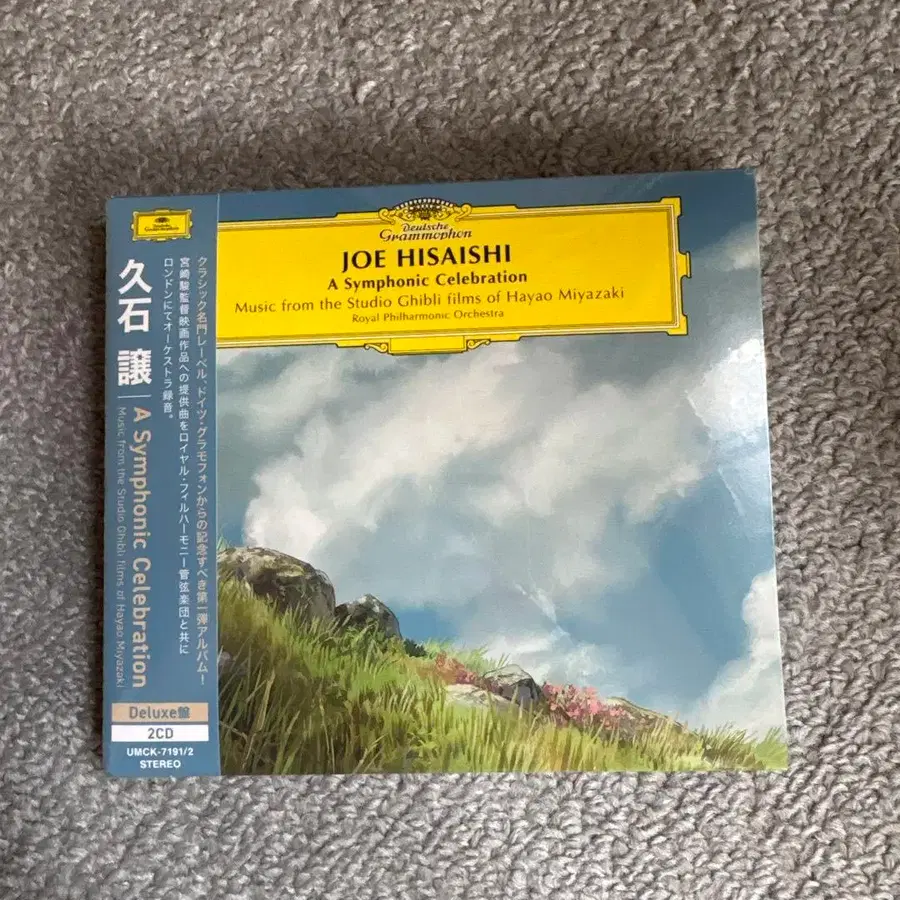 Deutsche
Grammophon
JOE HISAISHI
A Symphonic Celebration
Music from the Studio Ghibli films of Hayao Miyazaki
Royal Philharmonic Orchestra
Deutsche
Grammophon
久石 譲
A Symphonic Celebration
Music from the Studio Ghibli films of Hayao Miyazaki
クラシック名門レーベル、ドイツ・グラモフォンからの記念すべき第一弾アルバム！
宮崎駿監督映画作品への提供曲をロイヤル・フィルハーモニー管弦楽団と共に
ロンドンにてオーケストラ録音。
Deluxe盤
2CD
UMCK-7191/2
STEREO